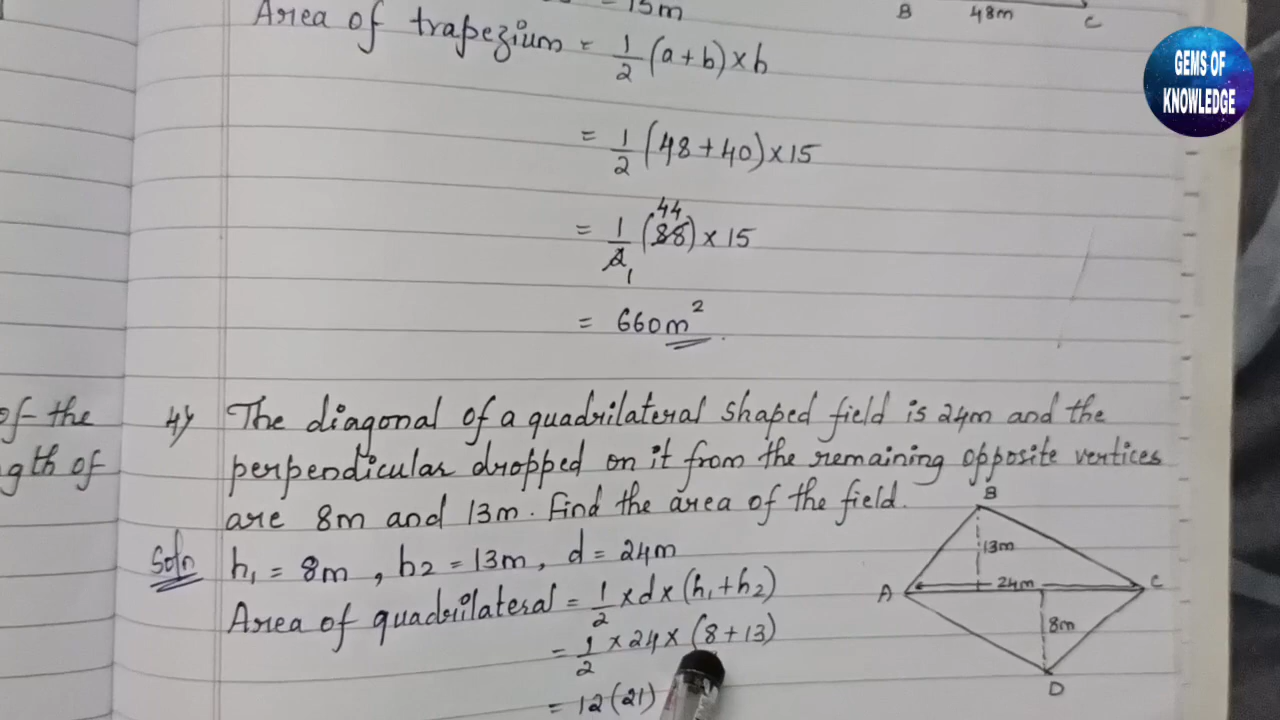 = 15m
B 48m C
Area of trapezium = 1/2 (a+b)×h
GEMS OF
KNOWLEDGE
= 1/2 (48+40)×15
44
= 1/2 (88)×15
1
= 660m²
of the
gth of
4) The diagonal of a quadrilateral shaped field is 24m and the
perpendicular dropped on it from the remaining opposite vertices
are 8m and 13m. Find the area of the field.
Soln h₁ = 8m, h2 = 13m, d = 24m
Area of quadrilateral = 1/2 ×d×(h₁+h₂)
= 1/2 ×24×(8+13)
= 12(21)
B
13m
A 24m C
8m
D